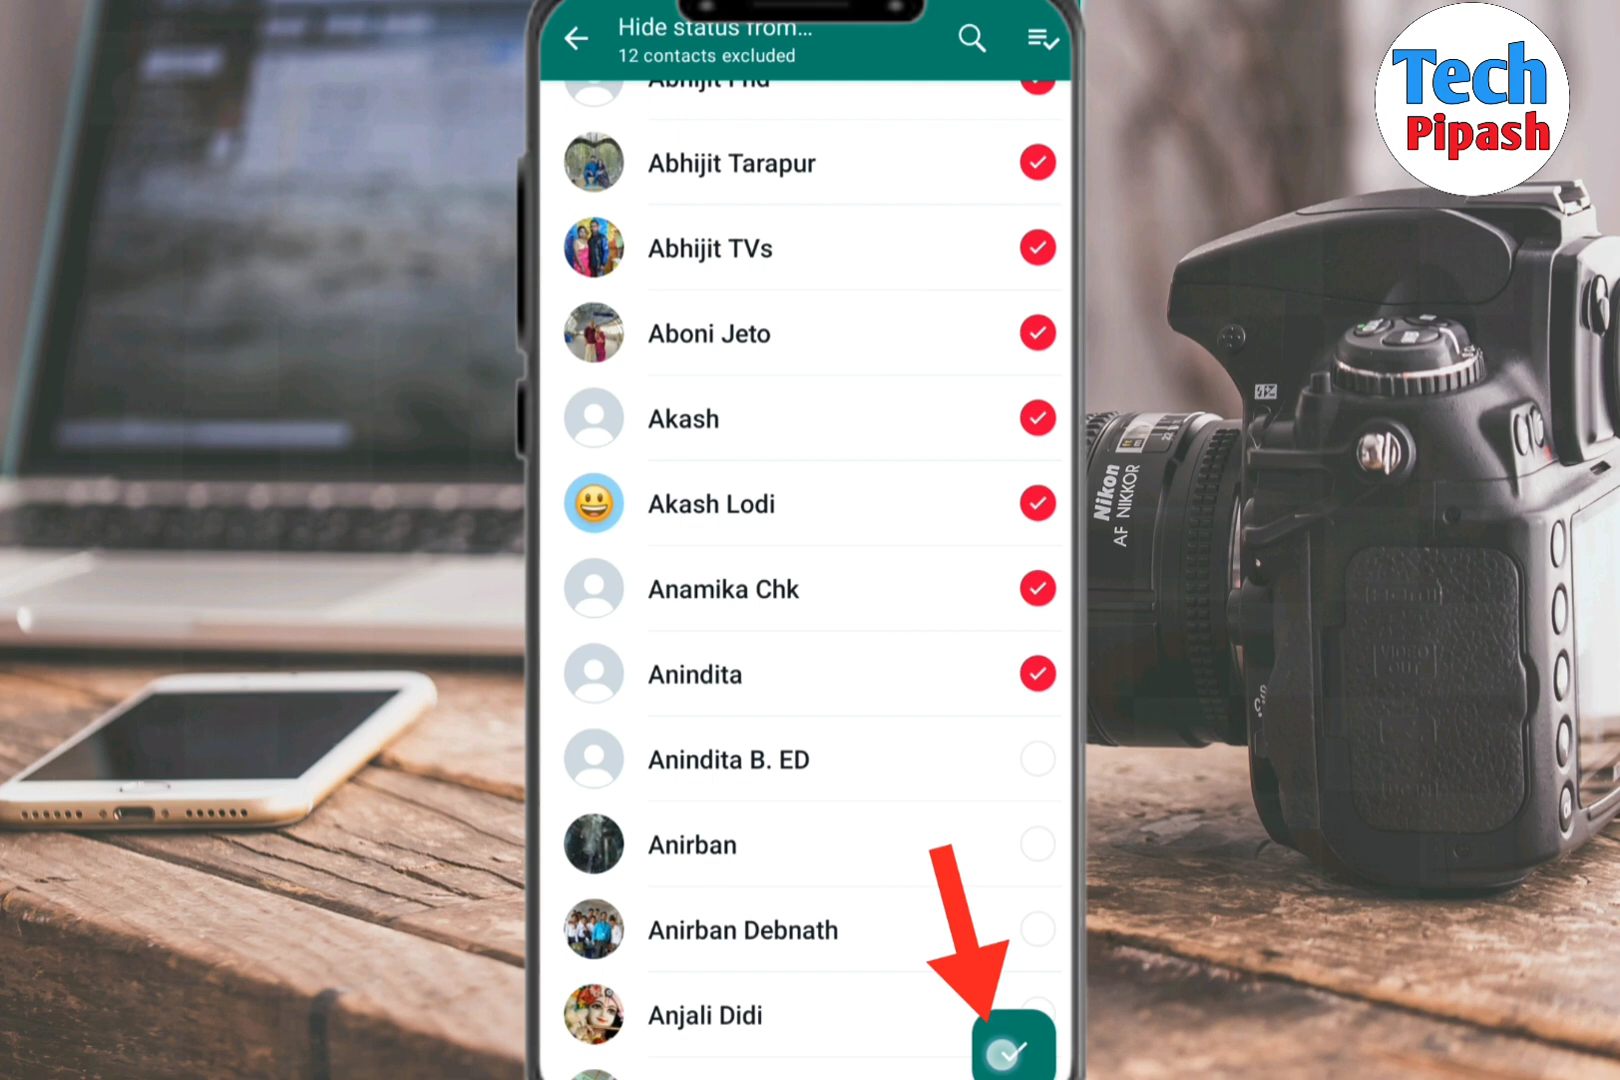 Hide status from...
12 contacts excluded
Abhijit Tarapur
Abhijit TVs
Aboni Jeto
Akash
Akash Lodi
Anamika Chk
Anindita
Anindita B. ED
Anirban
Anirban Debnath
Anjali Didi
Tech
Pipash
Nikon
AF NIKKOR